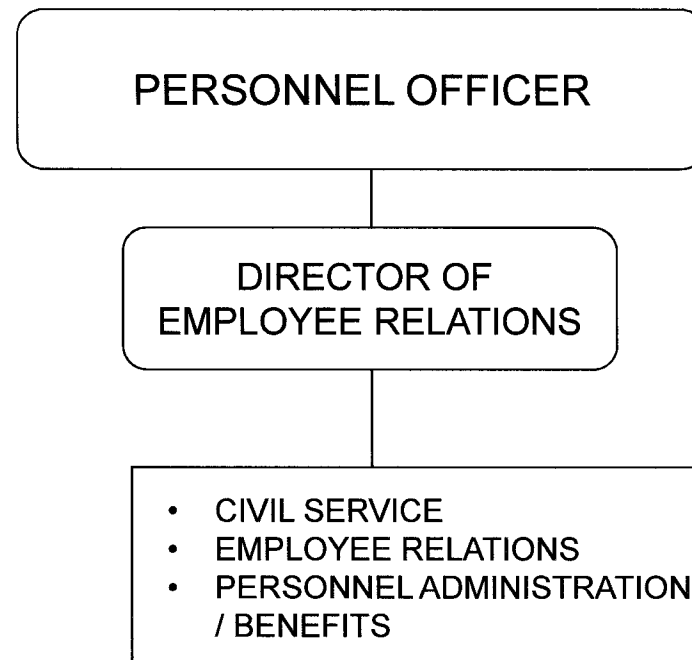 PERSONNEL OFFICER
DIRECTOR OF
EMPLOYEE RELATIONS
• CIVIL SERVICE
• EMPLOYEE RELATIONS
• PERSONNEL ADMINISTRATION
/ BENEFITS